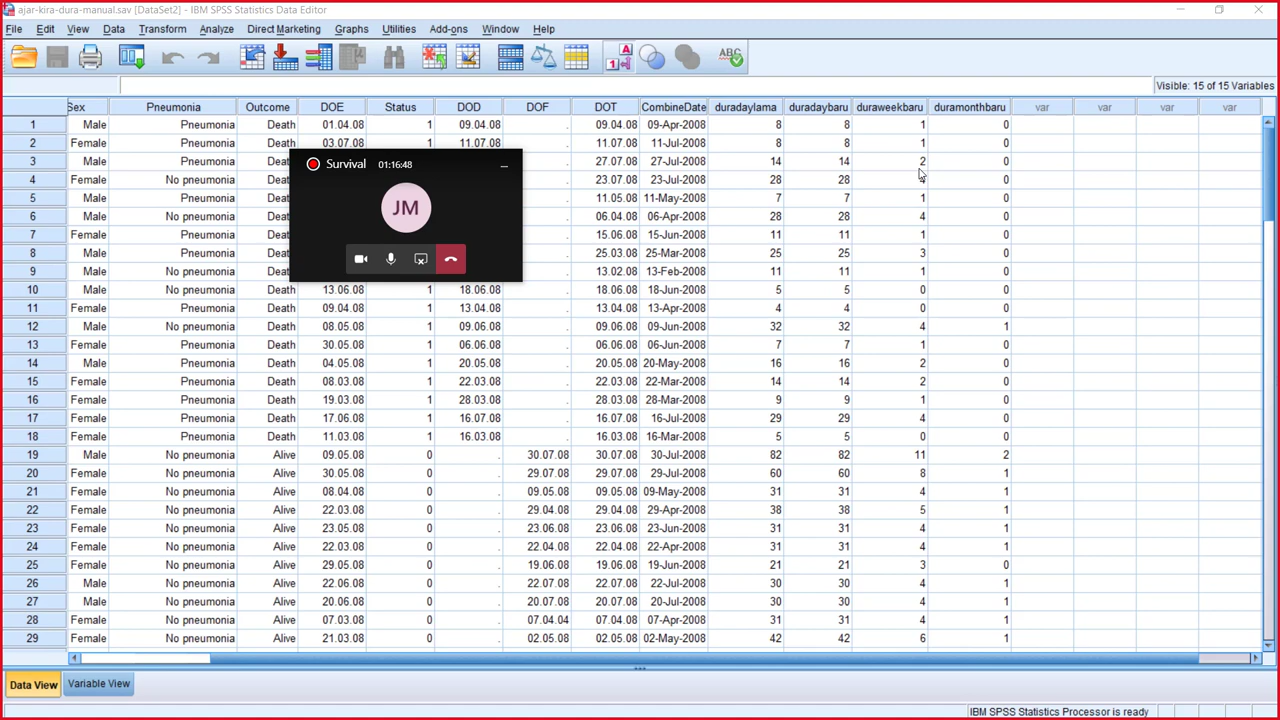 ajar-kira-dura-manual.sav [DataSet2] - IBM SPSS Statistics Data Editor
File Edit View Data Transform Analyze Direct Marketing Graphs Utilities Add-ons Window Help
Visible: 15 of 15 Variables
Sex Pneumonia Outcome DOE Status DOD DOF DOT CombineDate duradaylama duradaybaru duraweekbaru duramonthbaru var var var var
1 Male Pneumonia Death 01.04.08 1 09.04.08 . 09.04.08 09-Apr-2008 8 8 1 0
2 Female Pneumonia Death 03.07.08 1 11.07.08 . 11.07.08 11-Jul-2008 8 8 1 0
3 Male Pneumonia 27.07.08 27-Jul-2008 14 14 2 0
4 Female No pneumonia 23.07.08 23-Jul-2008 28 28 4 0
5 Male Pneumonia 11.05.08 11-May-2008 7 7 1 0
6 Male No pneumonia 06.04.08 06-Apr-2008 28 28 4 0
7 Female Pneumonia 15.06.08 15-Jun-2008 11 11 1 0
8 Male Pneumonia 25.03.08 25-Mar-2008 25 25 3 0
9 Male No pneumonia 13.02.08 13-Feb-2008 11 11 1 0
Survival 01:16:48
JM
10 Male No pneumonia Death 13.06.08 1 18.06.08 . 18.06.08 18-Jun-2008 5 5 0 0
11 Female Pneumonia Death 09.04.08 1 13.04.08 . 13.04.08 13-Apr-2008 4 4 0 0
12 Male No pneumonia Death 08.05.08 1 09.06.08 . 09.06.08 09-Jun-2008 32 32 4 1
13 Female Pneumonia Death 30.05.08 1 06.06.08 . 06.06.08 06-Jun-2008 7 7 1 0
14 Male Pneumonia Death 04.05.08 1 20.05.08 . 20.05.08 20-May-2008 16 16 2 0
15 Female Pneumonia Death 08.03.08 1 22.03.08 . 22.03.08 22-Mar-2008 14 14 2 0
16 Male Pneumonia Death 19.03.08 1 28.03.08 . 28.03.08 28-Mar-2008 9 9 1 0
17 Female Pneumonia Death 17.06.08 1 16.07.08 . 16.07.08 16-Jul-2008 29 29 4 0
18 Female Pneumonia Death 11.03.08 1 16.03.08 . 16.03.08 16-Mar-2008 5 5 0 0
19 Male No pneumonia Alive 09.05.08 0 . 30.07.08 30.07.08 30-Jul-2008 82 82 11 2
20 Female No pneumonia Alive 30.05.08 0 . 29.07.08 29.07.08 29-Jul-2008 60 60 8 1
21 Female No pneumonia Alive 08.04.08 0 . 09.05.08 09.05.08 09-May-2008 31 31 4 1
22 Female No pneumonia Alive 22.03.08 0 . 29.04.08 29.04.08 29-Apr-2008 38 38 5 1
23 Female No pneumonia Alive 23.05.08 0 . 23.06.08 23.06.08 23-Jun-2008 31 31 4 1
24 Female No pneumonia Alive 22.03.08 0 . 22.04.08 22.04.08 22-Apr-2008 31 31 4 1
25 Female No pneumonia Alive 29.05.08 0 . 19.06.08 19.06.08 19-Jun-2008 21 21 3 0
26 Male No pneumonia Alive 22.06.08 0 . 22.07.08 22.07.08 22-Jul-2008 30 30 4 1
27 Male No pneumonia Alive 20.06.08 0 . 20.07.08 20.07.08 20-Jul-2008 30 30 4 1
28 Female No pneumonia Alive 07.03.08 0 . 07.04.04 07.04.08 07-Apr-2008 31 31 4 1
29 Female No pneumonia Alive 21.03.08 0 . 02.05.08 02.05.08 02-May-2008 42 42 6 1
Data View Variable View
IBM SPSS Statistics Processor is ready